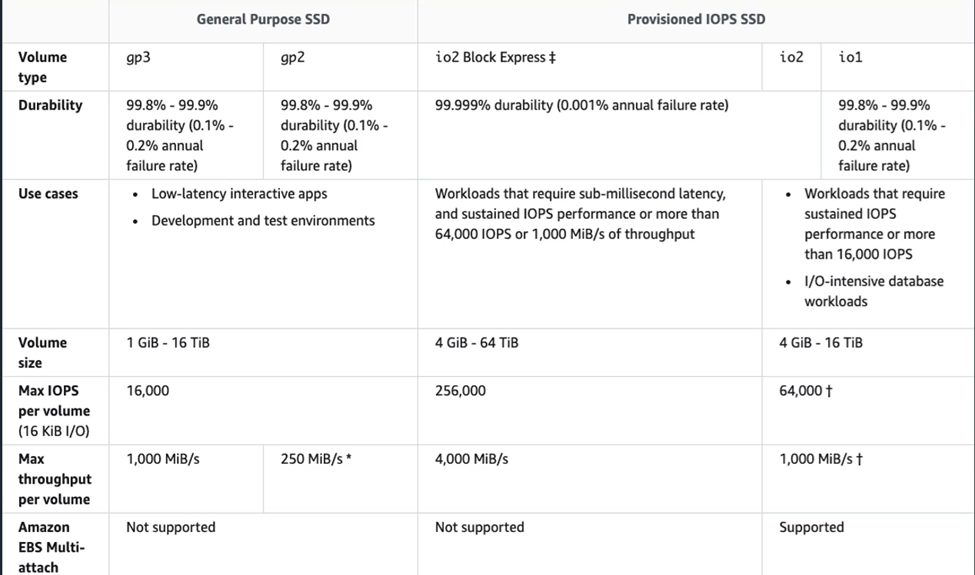 General Purpose SSD
Provisioned IOPS SSD
Volume
type
gp3
gp2
io2 Block Express ‡
io2
io1
Durability
99.8% - 99.9%
durability (0.1% -
0.2% annual
failure rate)
99.8% - 99.9%
durability (0.1% -
0.2% annual
failure rate)
99.999% durability (0.001% annual failure rate)
99.8% - 99.9%
durability (0.1% -
0.2% annual
failure rate)
Use cases
• Low-latency interactive apps
• Development and test environments
Workloads that require sub-millisecond latency,
and sustained IOPS performance or more than
64,000 IOPS or 1,000 MiB/s of throughput
• Workloads that require
sustained IOPS
performance or more
than 16,000 IOPS
• I/O-intensive database
workloads
Volume
size
1 GiB - 16 TiB
4 GiB - 64 TiB
4 GiB - 16 TiB
Max IOPS
per volume
(16 KiB I/O)
16,000
256,000
64,000 †
Max
throughput
per volume
1,000 MiB/s
250 MiB/s *
4,000 MiB/s
1,000 MiB/s †
Amazon
EBS Multi-
attach
Not supported
Not supported
Supported